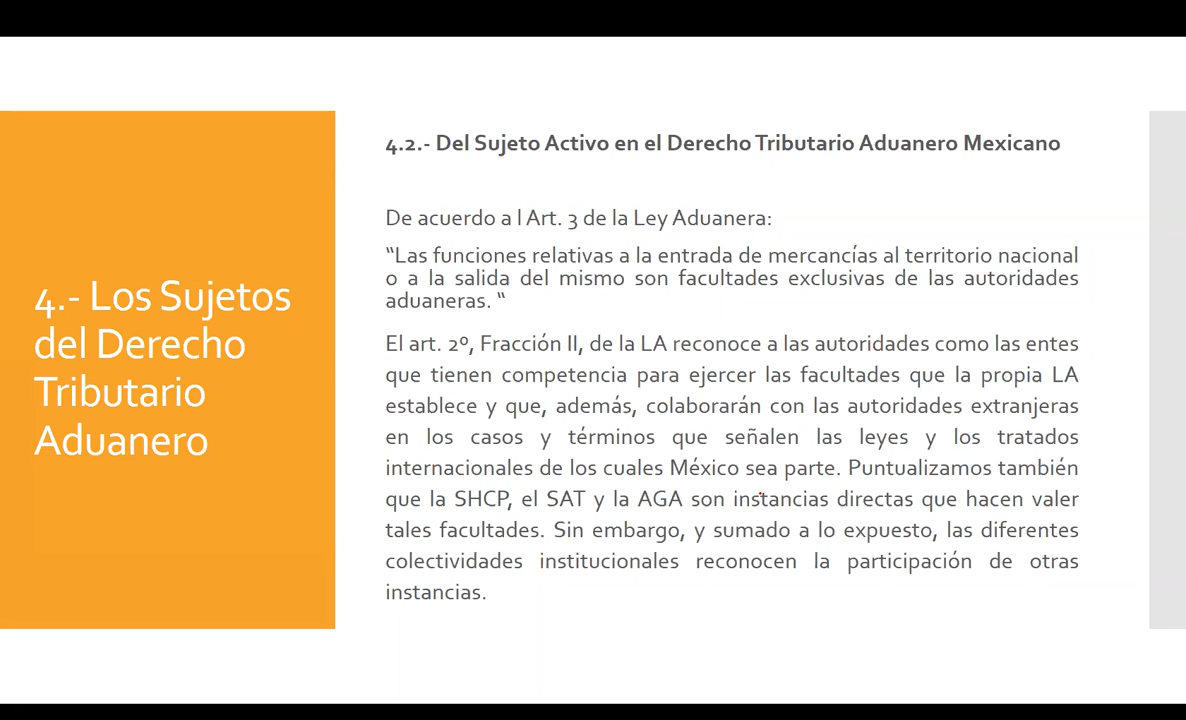 4.- Los Sujetos
del Derecho
Tributario
Aduanero
4.2.- Del Sujeto Activo en el Derecho Tributario Aduanero Mexicano
De acuerdo a l Art. 3 de la Ley Aduanera:
“Las funciones relativas a la entrada de mercancías al territorio nacional
o a la salida del mismo son facultades exclusivas de las autoridades
aduaneras. “
El art. 2º, Fracción II, de la LA reconoce a las autoridades como las entes
que tienen competencia para ejercer las facultades que la propia LA
establece y que, además, colaborarán con las autoridades extranjeras
en los casos y términos que señalen las leyes y los tratados
internacionales de los cuales México sea parte. Puntualizamos también
que la SHCP, el SAT y la AGA son instancias directas que hacen valer
tales facultades. Sin embargo, y sumado a lo expuesto, las diferentes
colectividades institucionales reconocen la participación de otras
instancias.